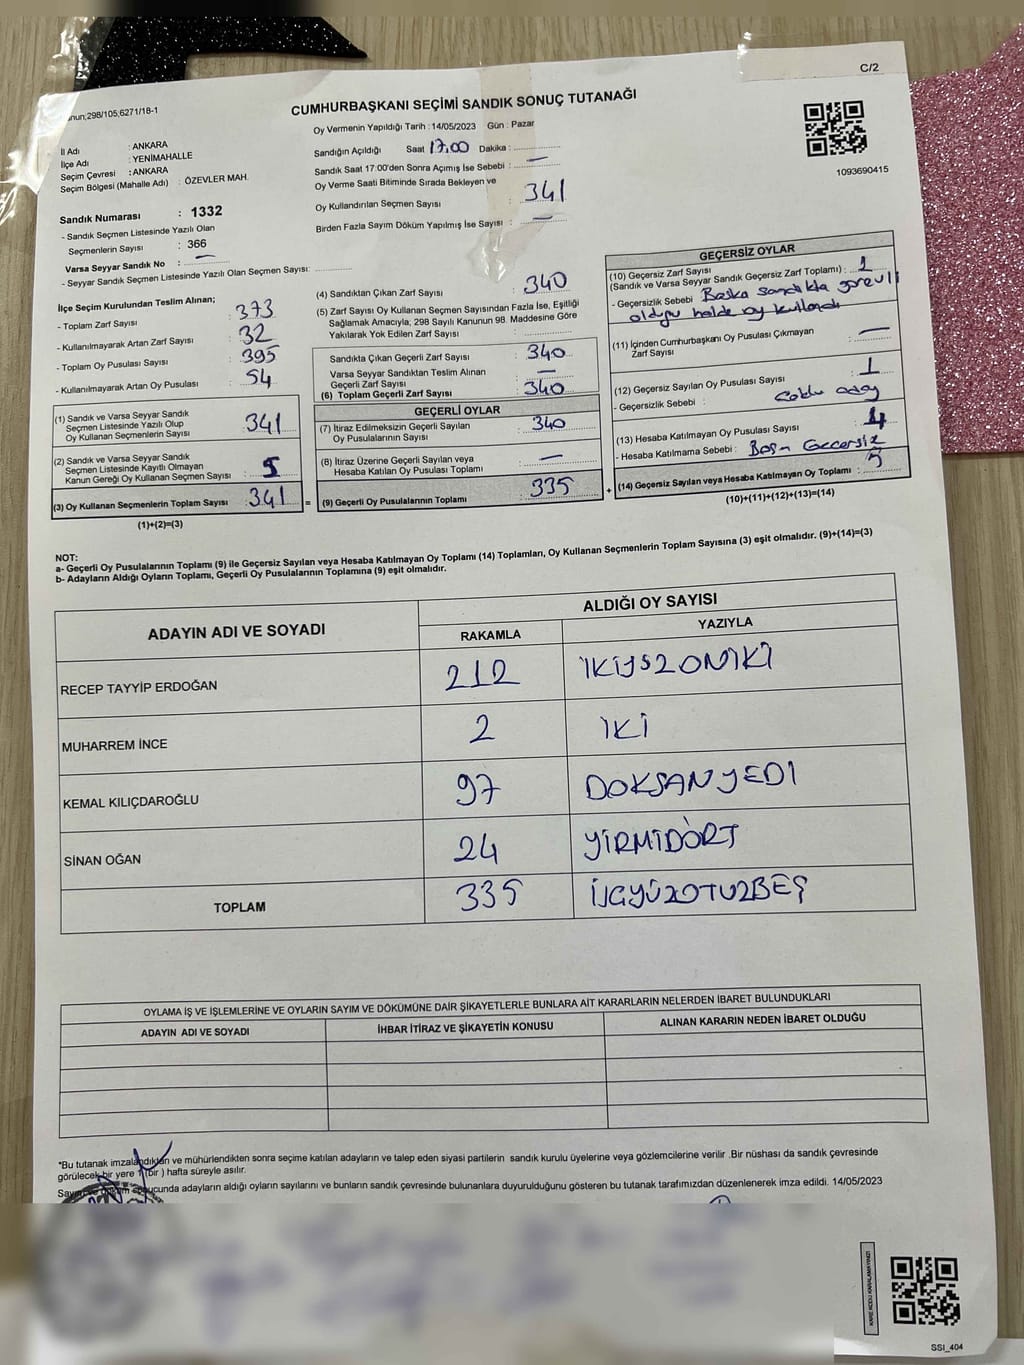 C/2
CUMHURBAŞKANI SEÇİMİ SANDIK SONUÇ TUTANAĞI
298/105;6271/18-1
Oy Vermenin Yapıldığı Tarih : 14/05/2023 Gün : Pazar
İl Adı : ANKARA
İlçe Adı : YENİMAHALLE
Seçim Çevresi : ANKARA
Seçim Bölgesi (Mahalle Adı) : ÖZEVLER MAH.
Sandığın Açıldığı Saat 17.00 Dakika :
Sandık Saat 17:00'den Sonra Açımış İse Sebebi : —
Oy Verme Saati Bitiminde Sırada Bekleyen ve
Oy Kullandırılan Seçmen Sayısı : 341
Birden Fazla Sayım Döküm Yapılmış İse Sayısı : —
1093690415
Sandık Numarası : 1332
- Sandık Seçmen Listesinde Yazılı Olan
Seçmenlerin Sayısı : 366
Varsa Seyyar Sandık No : —
- Seyyar Sandık Seçmen Listesinde Yazılı Olan Seçmen Sayısı:
İlçe Seçim Kurulundan Teslim Alınan;
- Toplam Zarf Sayısı : 373
- Kullanılmayarak Artan Zarf Sayısı : 32
- Toplam Oy Pusulası Sayısı : 395
- Kullanılmayarak Artan Oy Pusulası : 54
(1) Sandık ve Varsa Seyyar Sandık
Seçmen Listesinde Yazılı Olup
Oy Kullanan Seçmenlerin Sayısı : 341
(2) Sandık ve Varsa Seyyar Sandık
Seçmen Listesinde Kayıtlı Olmayan
Kanun Gereği Oy Kullanan Seçmen Sayısı :
(3) Oy Kullanan Seçmenlerin Toplam Sayısı : 341 =
(1)+(2)=(3)
(4) Sandıktan Çıkan Zarf Sayısı : 340
(5) Zarf Sayısı Oy Kullanan Seçmen Sayısından Fazla İse, Eşitliği
Sağlamak Amacıyla, 298 Sayılı Kanunun 98. Maddesine Göre
Yakılarak Yok Edilen Zarf Sayısı :
Sandıkta Çıkan Geçerli Zarf Sayısı : 340
Varsa Seyyar Sandıktan Teslim Alınan
Geçerli Zarf Sayısı : —
(6) Toplam Geçerli Zarf Sayısı : 340
GEÇERLİ OYLAR
(7) İtiraz Edilmeksizin Geçerli Sayılan
Oy Pusulalarının Sayısı : 340
(8) İtiraz Üzerine Geçerli Sayılan veya
Hesaba Katılan Oy Pusulası Toplamı : —
(9) Geçerli Oy Pusulalarının Toplamı : 335 +
GEÇERSİZ OYLAR
(10) Geçersiz Zarf Sayısı
(Sandık ve Varsa Seyyar Sandık Geçersiz Zarf Toplamı) : 1
- Geçersizlik Sebebi : Başka sandıkta görevli
olduğu halde oy kullandı
(11) İçinden Cumhurbaşkanı Oy Pusulası Çıkmayan
Zarf Sayısı : —
(12) Geçersiz Sayılan Oy Pusulası Sayısı : 1
- Geçersizlik Sebebi :
(13) Hesaba Katılmayan Oy Pusulası Sayısı :
- Hesaba Katılmama Sebebi :
(14) Geçersiz Sayılan veya Hesaba Katılmayan Oy Toplamı : 5
(10)+(11)+(12)+(13)=(14)
NOT:
a- Geçerli Oy Pusulalarının Toplamı (9) ile Geçersiz Sayılan veya Hesaba Katılmayan Oy Toplamı (14) Toplamları, Oy Kullanan Seçmenlerin Toplam Sayısına (3) eşit olmalıdır. (9)+(14)=(3)
b- Adayların Aldığı Oyların Toplamı, Geçerli Oy Pusulalarının Toplamına (9) eşit olmalıdır.
ADAYIN ADI VE SOYADI
ALDIĞI OY SAYISI
RAKAMLA YAZIYLA
RECEP TAYYİP ERDOĞAN 212 İKİYSZONİKİ
MUHARREM İNCE 2 İKİ
KEMAL KILIÇDAROĞLU 97 DOKSANYEDI
SİNAN OĞAN 24 YİRMİDÖRT
TOPLAM 335 ÜÇYÜZOTUZBEŞ
OYLAMA İŞ VE İŞLEMLERİNE VE OYLARIN SAYIM VE DÖKÜMÜNE DAİR ŞİKAYETLERLE BUNLARA AİT KARARLARIN NELERDEN İBARET BULUNDUKLARI
ADAYIN ADI VE SOYADI İHBAR İTİRAZ VE ŞİKAYETİN KONUSU ALINAN KARARIN NEDEN İBARET OLDUĞU
*Bu tutanak imzalandıktan ve mühürlendikten sonra seçime katılan adayların ve talep eden siyasi partilerin sandık kurulu üyelerine veya gözlemcilerine verilir .Bir nüshası da sandık çevresinde
görülecek bir yere 1 (bir ) hafta süreyle asılır.
Sayım ve döküm sonucunda adayların aldığı oyların sayılarını ve bunların sandık çevresinde bulunanlara duyurulduğunu gösteren bu tutanak tarafımızdan düzenlenerek imza edildi. 14/05/2023
KARE KODU KARALAMAYINIZ!
SSI_404